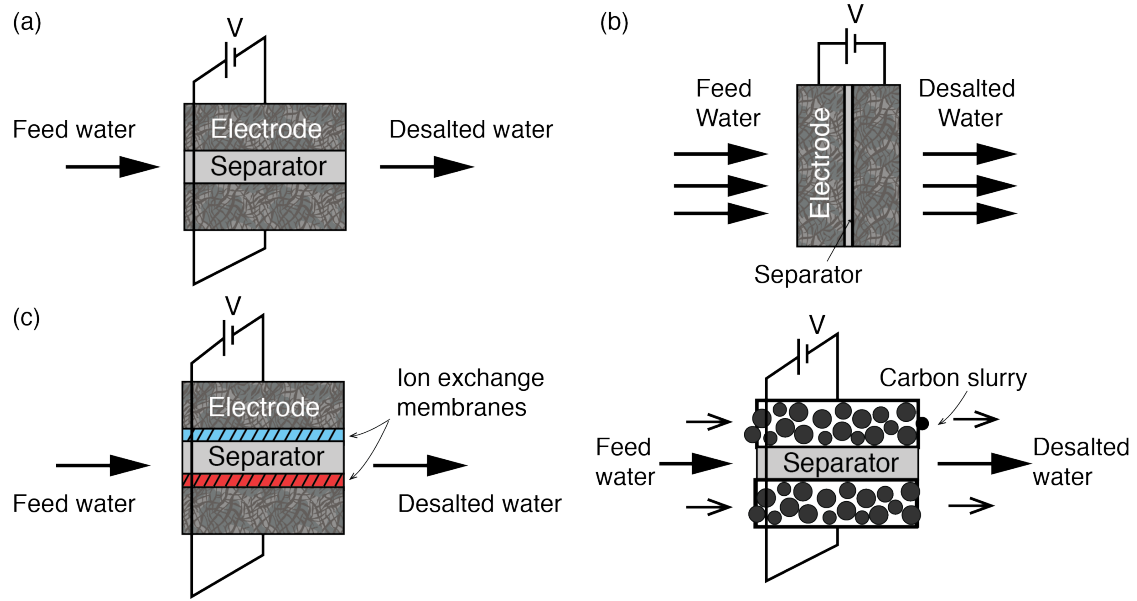 (a)
V
Feed water
Electrode
Separator
Desalted water
(b)
V
Feed
Water
Electrode
Desalted
Water
Separator
(c)
V
Electrode
Separator
Ion exchange
membranes
Feed water
Desalted water
V
Carbon slurry
Feed
water
Separator
Desalted
water